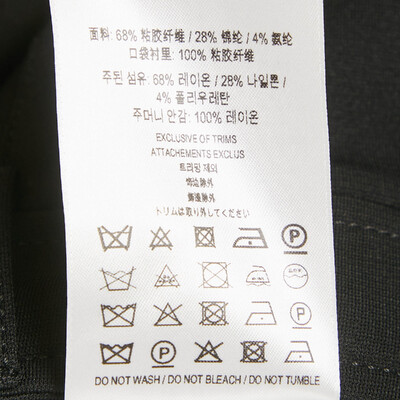 面料: 68% 粘胶纤维 / 28% 锦纶 / 4% 氨纶
口袋衬里: 100% 粘胶纤维
주된 섬유: 68% 레이온 / 28% 나일론 /
4% 폴리우레탄
주머니 안감: 100% 레이온
EXCLUSIVE OF TRIMS
ATTACHEMENTS EXCLUS
트리밍 제외
飾邊除外
トリムは取り外してください
P
P
DO NOT WASH / DO NOT BLEACH / DO NOT TUMBLE